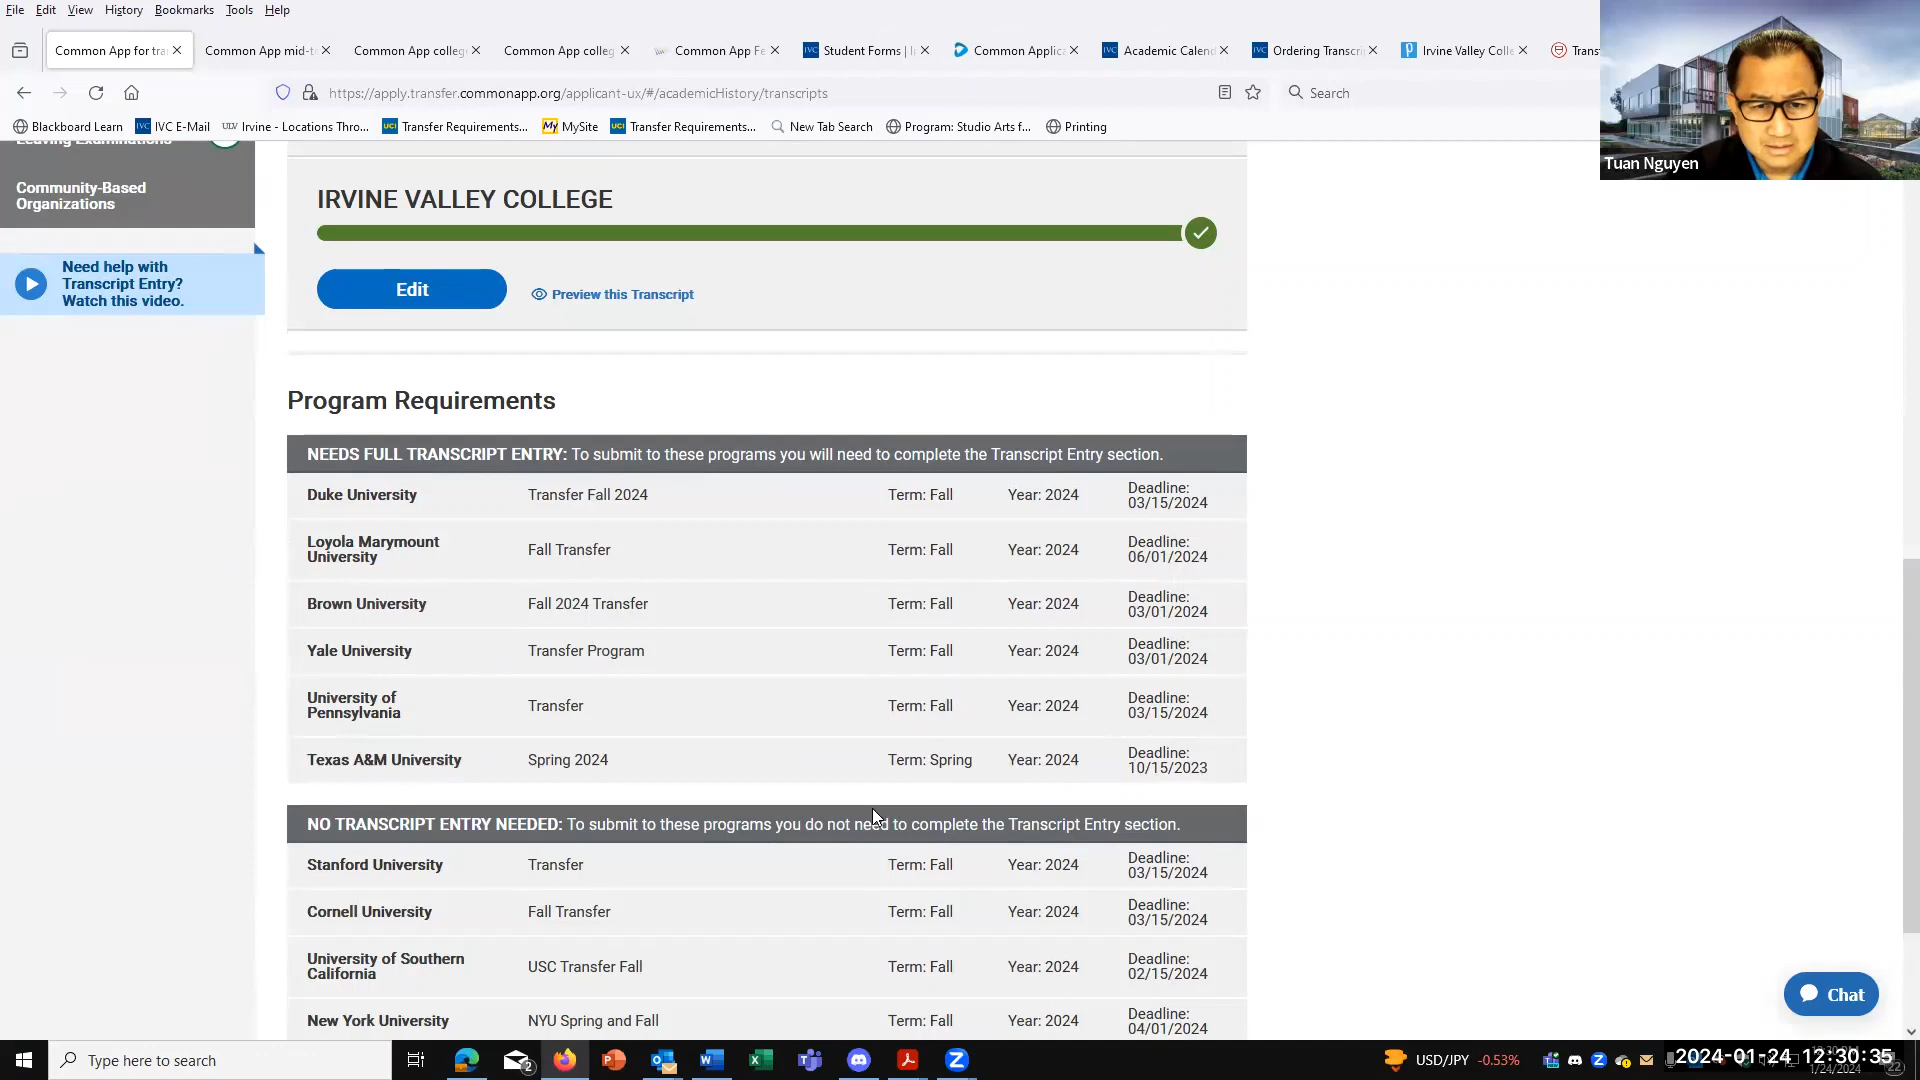 File Edit View History Bookmarks Tools Help
Common App for tra Common App mid-t Common App colleg Common App colleg Common App Fe Student Forms | I Common Applica Academic Calend Ordering Transcri Irvine Valley Colle Trans
https://apply.transfer.commonapp.org/applicant-ux/#/academicHistory/transcripts Search
Blackboard Learn IVC E-Mail Irvine - Locations Thro... Transfer Requirements... MySite Transfer Requirements... New Tab Search Program: Studio Arts f... Printing
Tuan Nguyen
Leaving Examinations
Community-Based
Organizations
Need help with
Transcript Entry?
Watch this video.
IRVINE VALLEY COLLEGE
Edit Preview this Transcript
Program Requirements
NEEDS FULL TRANSCRIPT ENTRY: To submit to these programs you will need to complete the Transcript Entry section.
Duke University Transfer Fall 2024 Term: Fall Year: 2024 Deadline: 03/15/2024
Loyola Marymount University Fall Transfer Term: Fall Year: 2024 Deadline: 06/01/2024
Brown University Fall 2024 Transfer Term: Fall Year: 2024 Deadline: 03/01/2024
Yale University Transfer Program Term: Fall Year: 2024 Deadline: 03/01/2024
University of Pennsylvania Transfer Term: Fall Year: 2024 Deadline: 03/15/2024
Texas A&M University Spring 2024 Term: Spring Year: 2024 Deadline: 10/15/2023
NO TRANSCRIPT ENTRY NEEDED: To submit to these programs you do not need to complete the Transcript Entry section.
Stanford University Transfer Term: Fall Year: 2024 Deadline: 03/15/2024
Cornell University Fall Transfer Term: Fall Year: 2024 Deadline: 03/15/2024
University of Southern California USC Transfer Fall Term: Fall Year: 2024 Deadline: 02/15/2024
New York University NYU Spring and Fall Term: Fall Year: 2024 Deadline: 04/01/2024
Chat
Type here to search
USD/JPY -0.53%
2024-01-24 12:30:35
1/24/2024